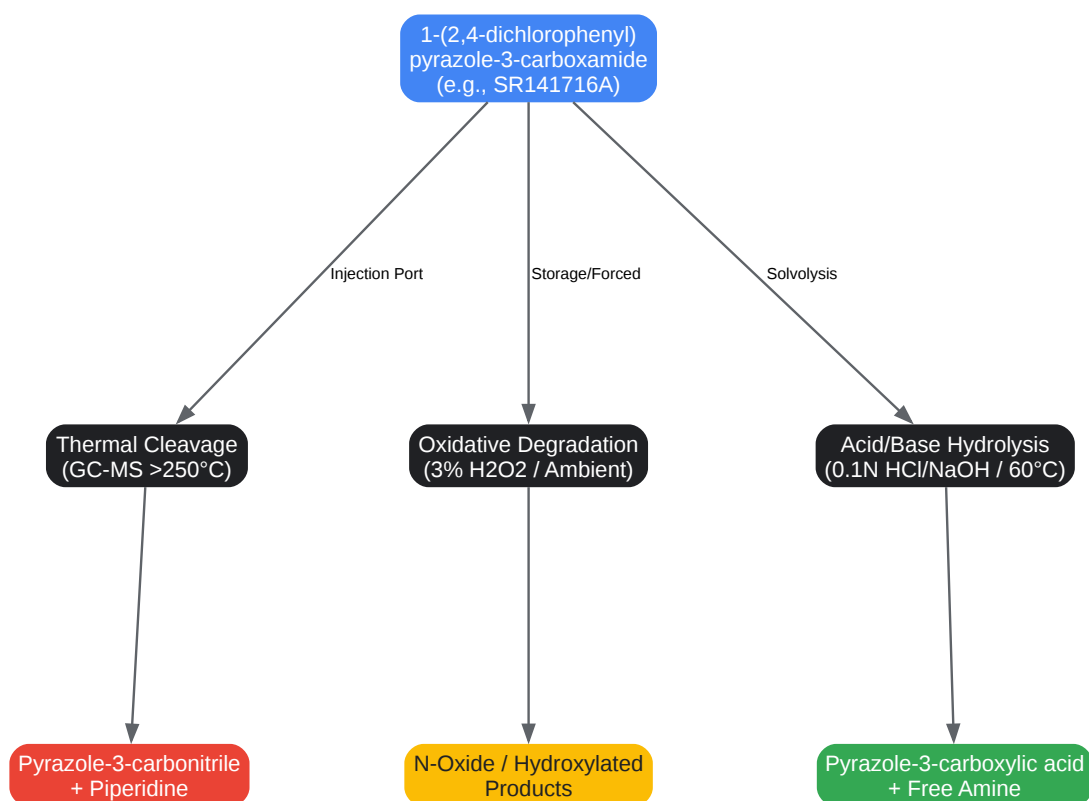 1-(2,4-dichlorophenyl)
pyrazole-3-carboxamide
(e.g., SR141716A)
Injection Port
Storage/Forced
Solvolysis
Thermal Cleavage
(GC-MS >250°C)
Oxidative Degradation
(3% H2O2 / Ambient)
Acid/Base Hydrolysis
(0.1N HCl/NaOH / 60°C)
Pyrazole-3-carbonitrile
+ Piperidine
N-Oxide / Hydroxylated
Products
Pyrazole-3-carboxylic acid
+ Free Amine